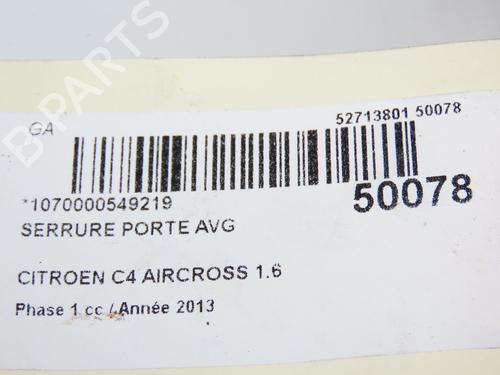 GA
52713801 50078
*1070000549219
50078
SERRURE PORTE AVG
CITROEN C4 AIRCROSS 1.6
Phase 1 cc / Année 2013
B-PARTS